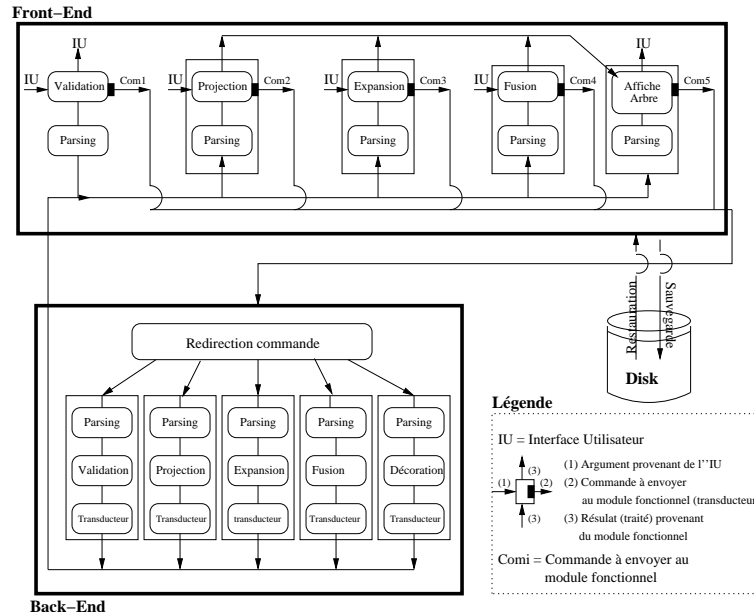 Front–End
IU
IU
IU
Validation
Com1
IU
Projection
Com2
IU
Expansion
Com3
IU
Fusion
Com4
Affiche
Arbre
Com5
Parsing
Parsing
Parsing
Parsing
Parsing
Restauration
Sauvegarde
Disk
Redirection commande
Parsing
Parsing
Parsing
Parsing
Parsing
Validation
Projection
Expansion
Fusion
Décoration
Transducteur
Transducteur
transducteur
Transducteur
Transducteur
Back–End
Légende
IU = Interface Utilisateur
(3)
(1)
(2)
(3)
(1) Argument provenant de l''IU
(2) Commande à envoyer
au module fonctionnel (transducteur
(3) Résulat (traité) provenant
du module fonctionnel
Comi = Commande à envoyer au
module fonctionnel